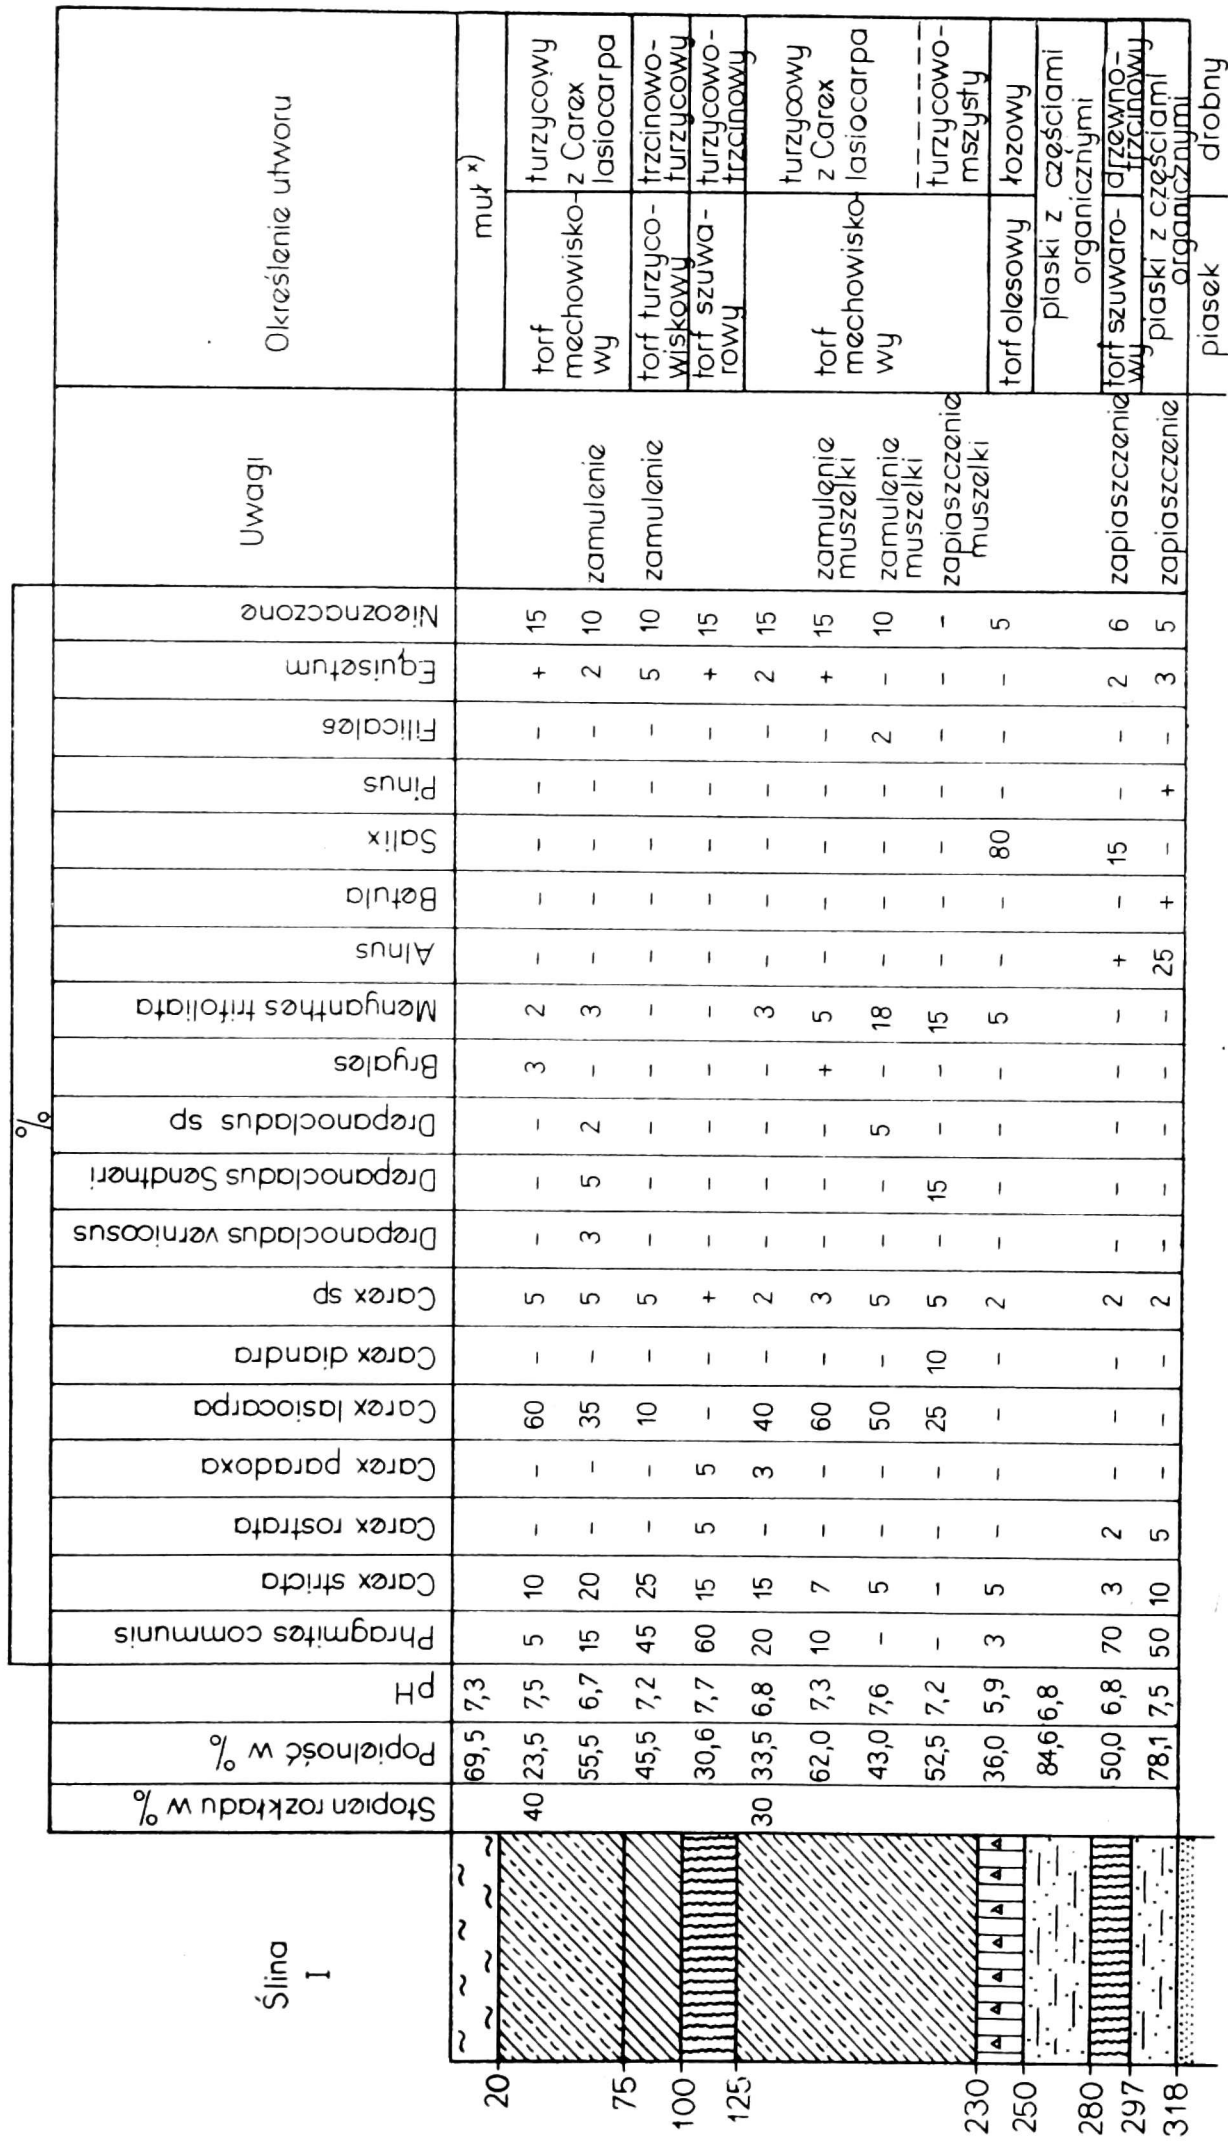 Ślina
I
Stopien rozkładu w %
Popielność w %
pH
%
Phragmites communis
Carex stricta
Carex rostrata
Carex paradoxa
Carex lasiocarpa
Carex diandra
Carex sp
Drepanocladus vernicosus
Drepanocladus Sendtneri
Drepanocladus sp
Bryales
Menyanthes trifoliata
Alnus
Betula
Salix
Pinus
Filicales
Equisetum
Nieoznaczone
Uwagi
Określenie utworu
69,5 7,3 muł x)
20
40 23,5 7,5 5 10 - - 60 - 5 - - - 3 2 - - - - - + 15
55,5 6,7 15 20 - - 35 - 5 3 5 2 - 3 - - - - - 2 10 zamulenie
torf mechowisko-
wy
turzycowy
z Carex
lasiocarpa
75
45,5 7,2 45 25 - - 10 - 5 - - - - - - - - - - 5 10 zamulenie
torf turzyco-
wiskowy
trzcinowo-
turzycowy
100
30,6 7,7 60 15 5 5 - - + - - - - - - - - - - + 15
torf szuwa-
rowy
turzycowo-
trzcinowy
125
30 33,5 6,8 20 15 - 3 40 - 2 - - - - 3 - - - - - 2 15
62,0 7,3 10 7 - - 60 - 3 - - - + 5 - - - - - + 15 zamulenie
muszelki
43,0 7,6 - 5 - - 50 - 5 - - 5 - 18 - - - - 2 - 10 zamulenie
muszelki
52,5 7,2 - - - - 25 10 5 - 15 - - 15 - - - - - - - zapiaszczenie
muszelki
torf
mechowisko-
wy
turzycowy
z Carex
lasiocarpa
turzycowo-
mszysty
230
36,0 5,9 3 5 - - - - 2 - - - - 5 - - 80 - - - 5
torf olesowy łozowy
250
84,6 6,8
piaski z częściami
organicznymi
280
50,0 6,8 70 3 2 - - - 2 - - - - - + - 15 - - 2 6 zapiaszczenie
torf szuwaro-
wy
drzewno-
trzcinowy
297
78,1 7,5 50 10 5 - - - 2 - - - - - 25 + - + - 3 5 zapiaszczenie
piaski z częściami
organicznymi
318
piasek drobny